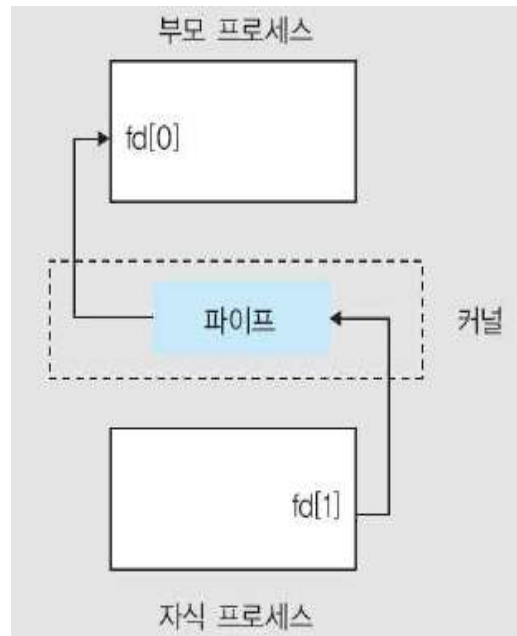 부모 프로세스
fd[0]
파이프
커널
fd[1]
자식 프로세스